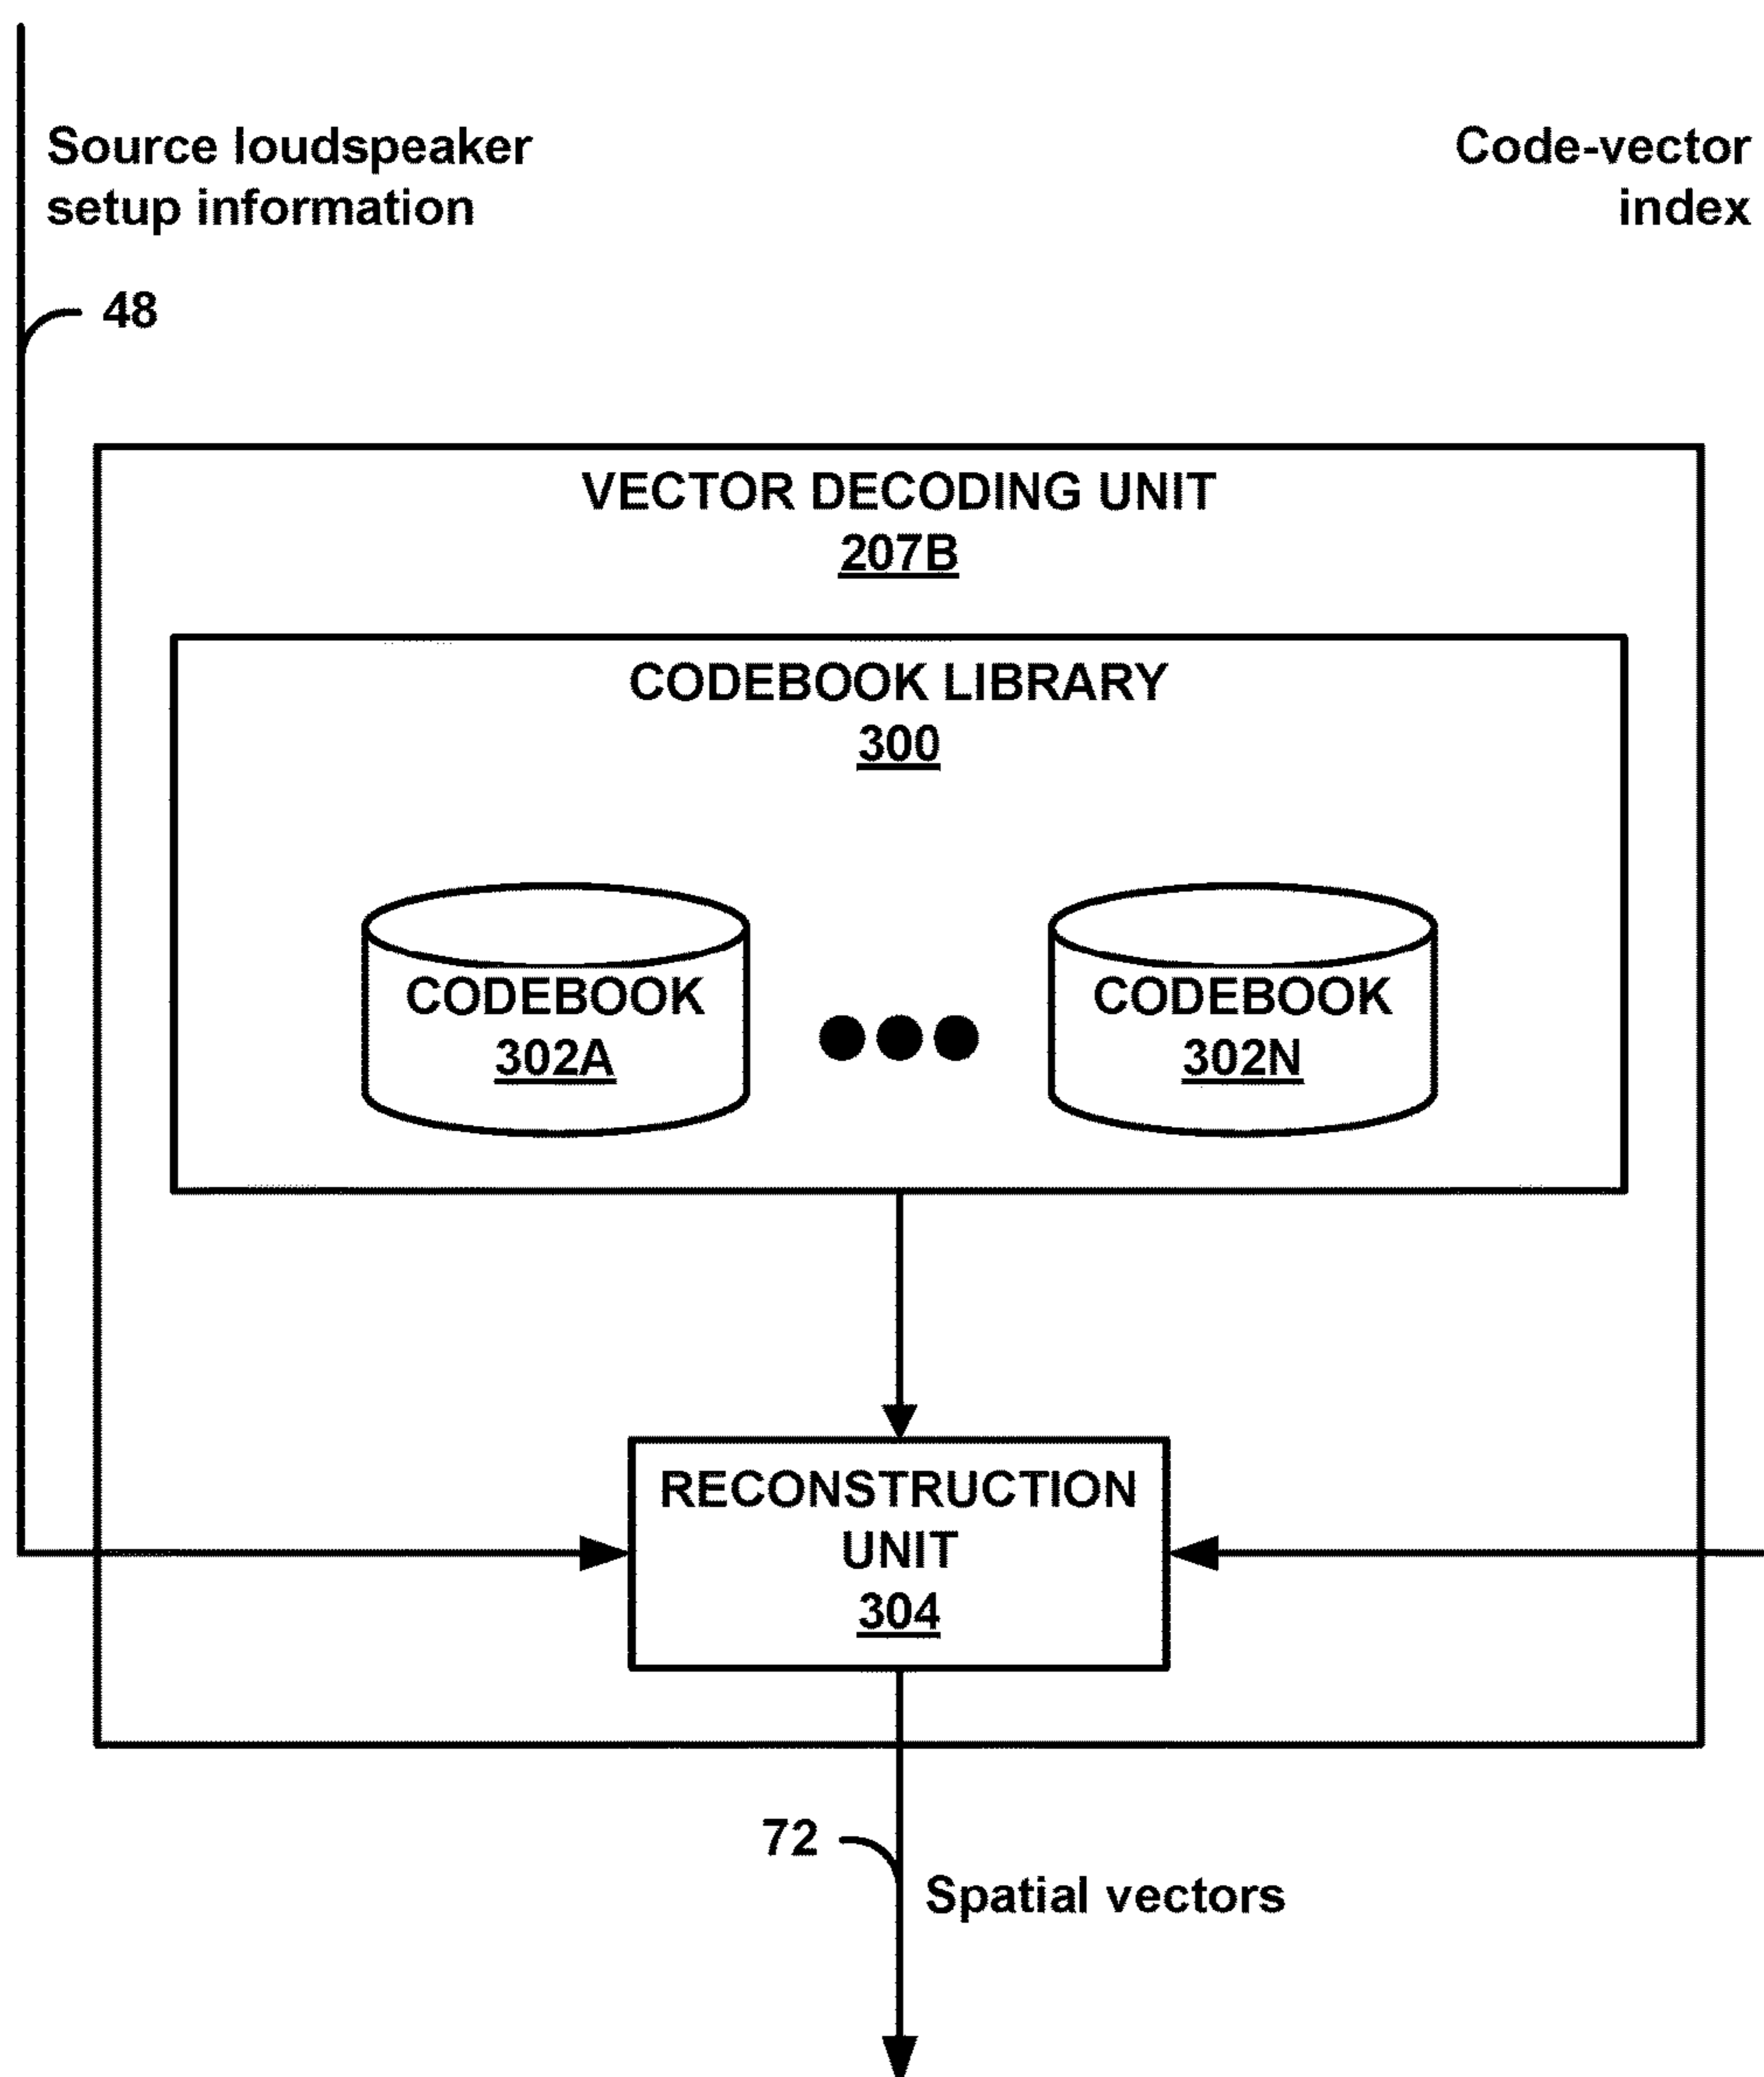 Source loudspeaker
setup information
Code-vector
index
48
VECTOR DECODING UNIT
207B
CODEBOOK LIBRARY
300
CODEBOOK
302A
CODEBOOK
302N
RECONSTRUCTION
UNIT
304
72
Spatial vectors